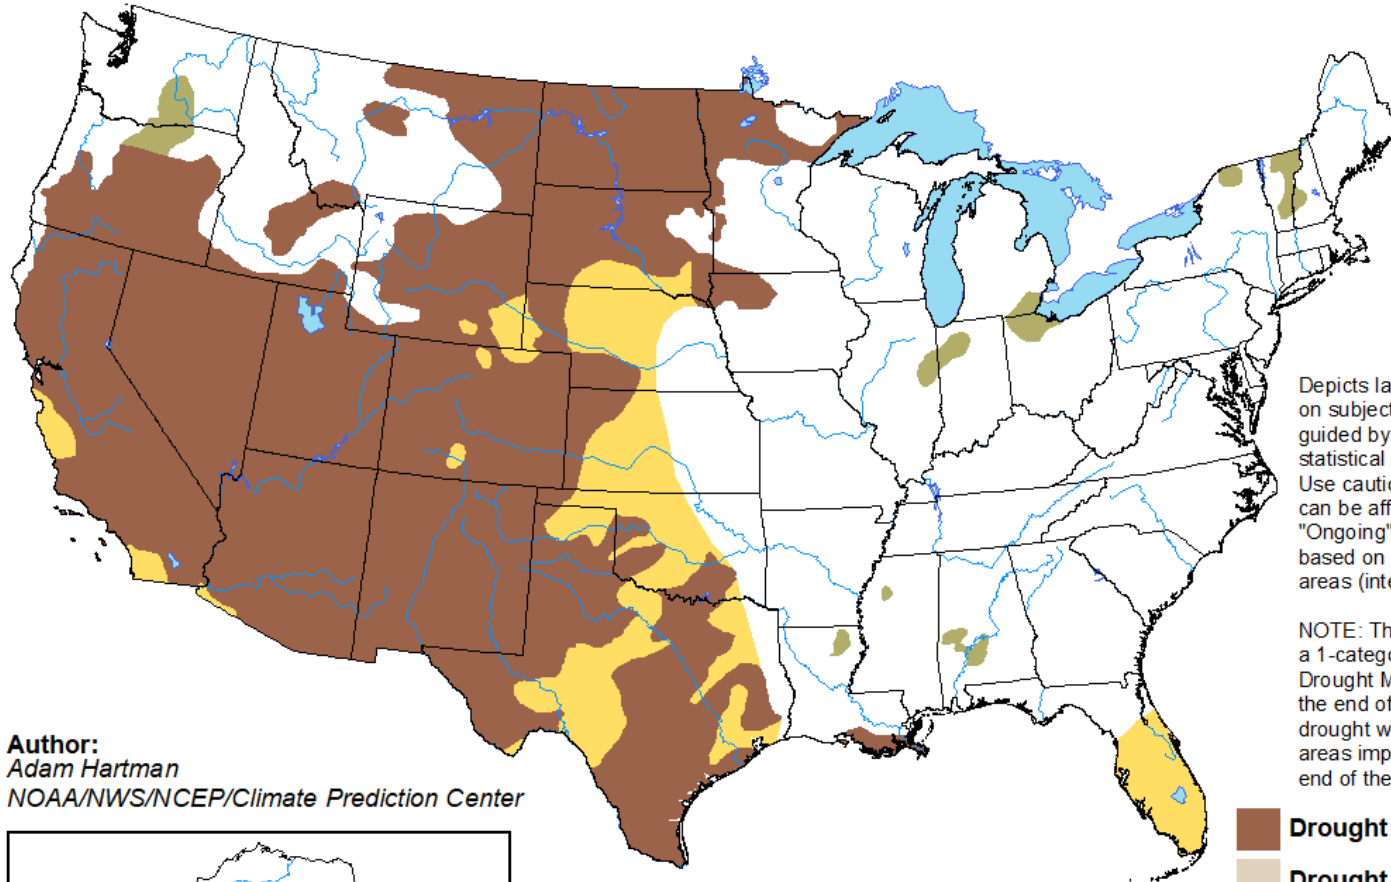 Depicts la
on subject
guided by
statistical
Use cautio
can be aff
"Ongoing"
based on
areas (inte
NOTE: Th
a 1-catego
Drought M
the end of
drought w
areas imp
end of the
Author:
Adam Hartman
NOAA/NWS/NCEP/Climate Prediction Center
Drought
Drought